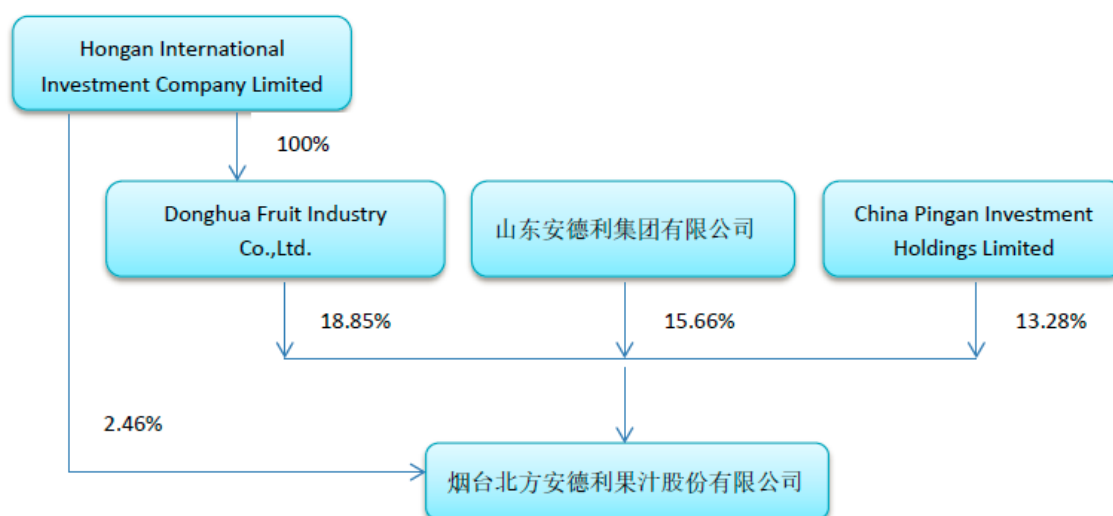 Hongan International
Investment Company Limited
100%
Donghua Fruit Industry
Co.,Ltd.
山东安德利集团有限公司
China Pingan Investment
Holdings Limited
18.85%
15.66%
13.28%
2.46%
烟台北方安德利果汁股份有限公司